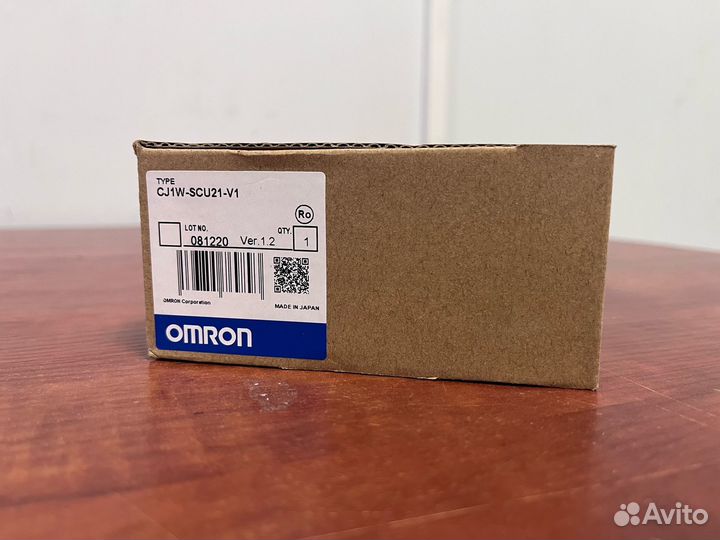 TYPE
CJ1W-SCU21-V1
Ro
LOT NO. QTY.
081220 Ver.1.2 1
OMRON Corporation
MADE IN JAPAN
OMRON
Avito